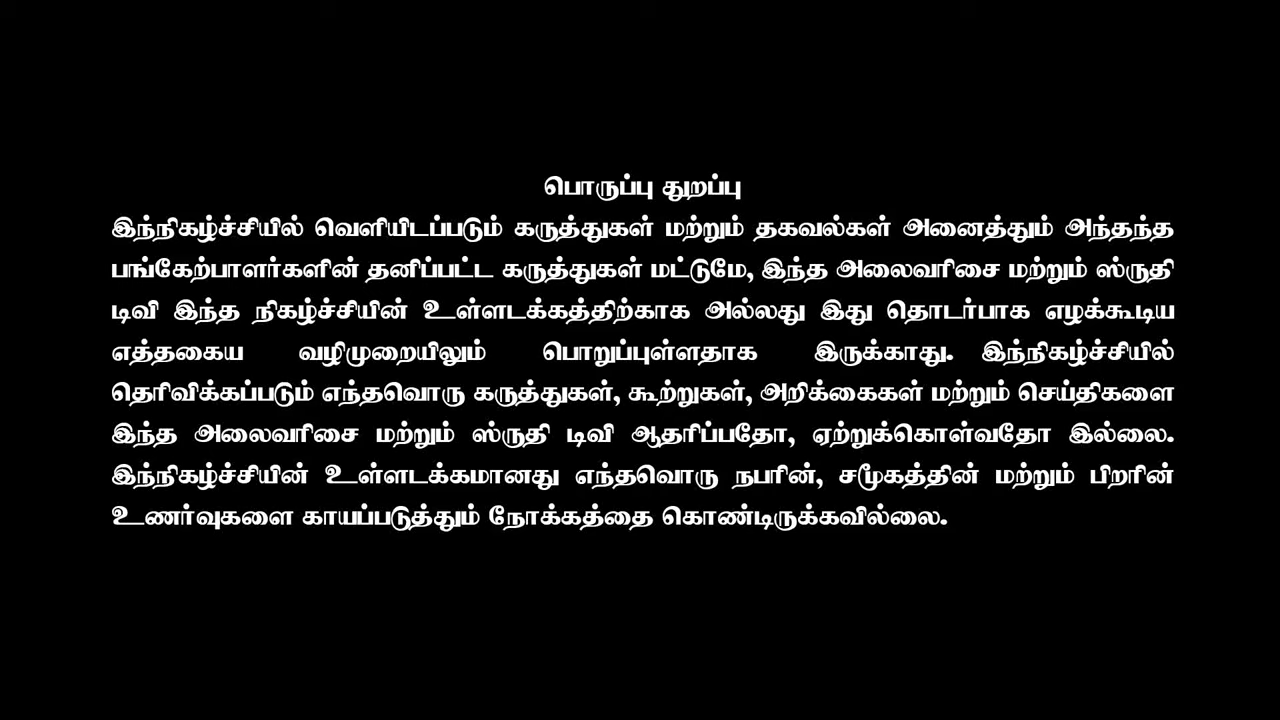 பொருப்பு துறப்பு
இந்நிகழ்ச்சியில் வெளியிடப்படும் கருத்துகள் மற்றும் தகவல்கள் அனைத்தும் அந்தந்த
பங்கேற்பாளர்களின் தனிப்பட்ட கருத்துகள் மட்டுமே, இந்த அலைவரிசை மற்றும் ஸ்ருதி
டிவி இந்த நிகழ்ச்சியின் உள்ளடக்கத்திற்காக அல்லது இது தொடர்பாக எழக்கூடிய
எத்தகைய வழிமுறையிலும் பொறுப்புள்ளதாக இருக்காது. இந்நிகழ்ச்சியில்
தெரிவிக்கப்படும் எந்தவொரு கருத்துகள், கூற்றுகள், அறிக்கைகள் மற்றும் செய்திகளை
இந்த அலைவரிசை மற்றும் ஸ்ருதி டிவி ஆதரிப்பதோ, ஏற்றுக்கொள்வதோ இல்லை.
இந்நிகழ்ச்சியின் உள்ளடக்கமானது எந்தவொரு நபரின், சமூகத்தின் மற்றும் பிறரின்
உணர்வுகளை காயப்படுத்தும் நோக்கத்தை கொண்டிருக்கவில்லை.